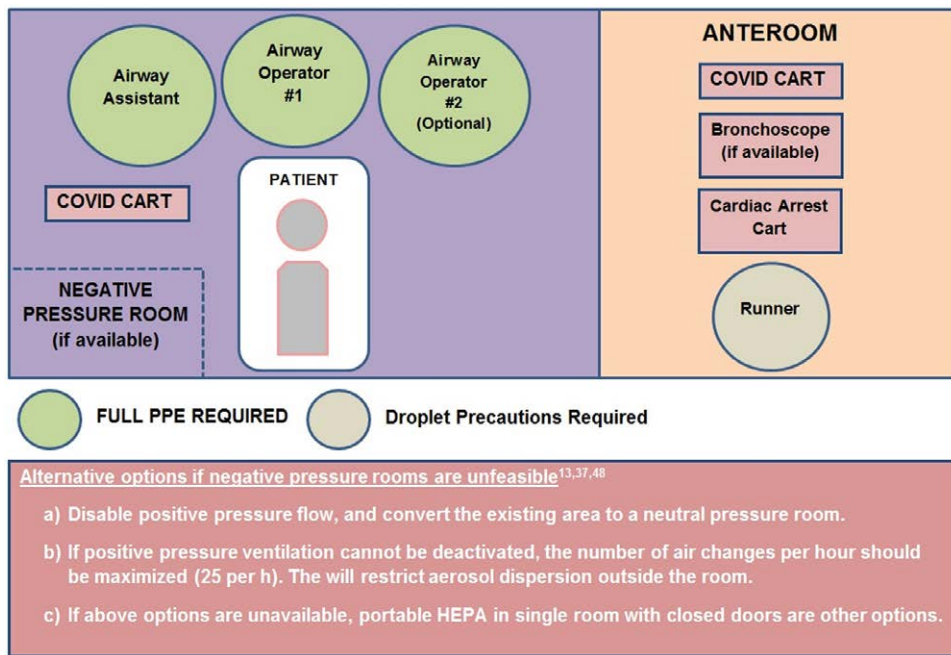 Airway
Assistant
Airway
Operator
#1
Airway
Operator
#2
(Optional)
ANTEROOM
COVID CART
Bronchoscope
(if available)
Cardiac Arrest
Cart
Runner
PATIENT
COVID CART
NEGATIVE
PRESSURE ROOM
(if available)
FULL PPE REQUIRED
Droplet Precautions Required
Alternative options if negative pressure rooms are unfeasible13,37,48
a) Disable positive pressure flow, and convert the existing area to a neutral pressure room.
b) If positive pressure ventilation cannot be deactivated, the number of air changes per hour should
be maximized (25 per h). The will restrict aerosol dispersion outside the room.
c) If above options are unavailable, portable HEPA in single room with closed doors are other options.